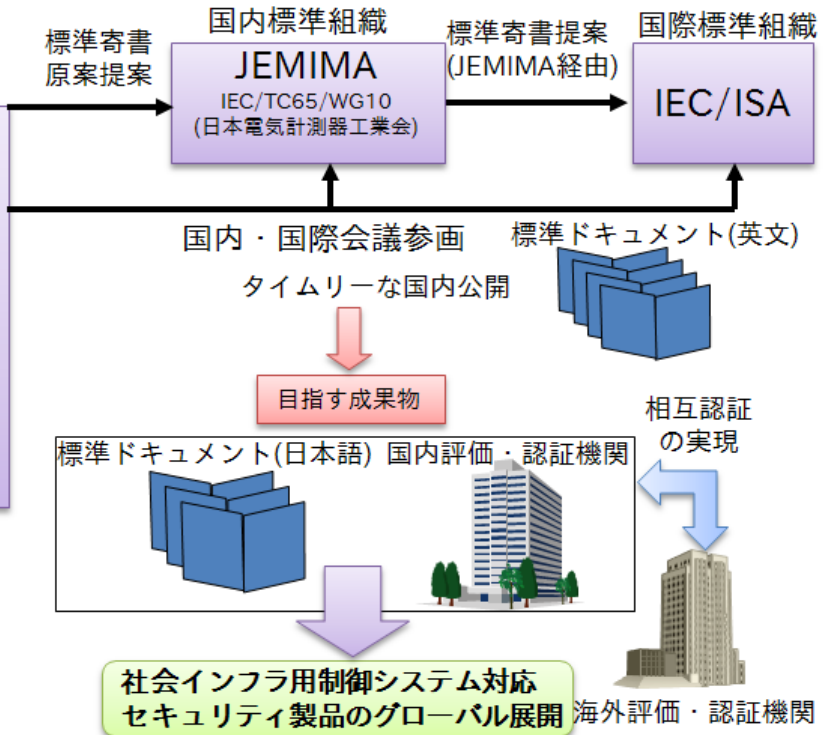 国内標準組織
国際標準組織
標準寄書
原案提案
JEMIMA
IEC/TC65/WG10
(日本電気計測器工業会)
標準寄書提案
(JEMIMA経由)
IEC/ISA
国内・国際会議参画
標準ドキュメント(英文)
タイムリーな国内公開
目指す成果物
相互認証
の実現
標準ドキュメント(日本語)
国内評価・認証機関
社会インフラ用制御システム対応
セキュリティ製品のグローバル展開
海外評価・認証機関